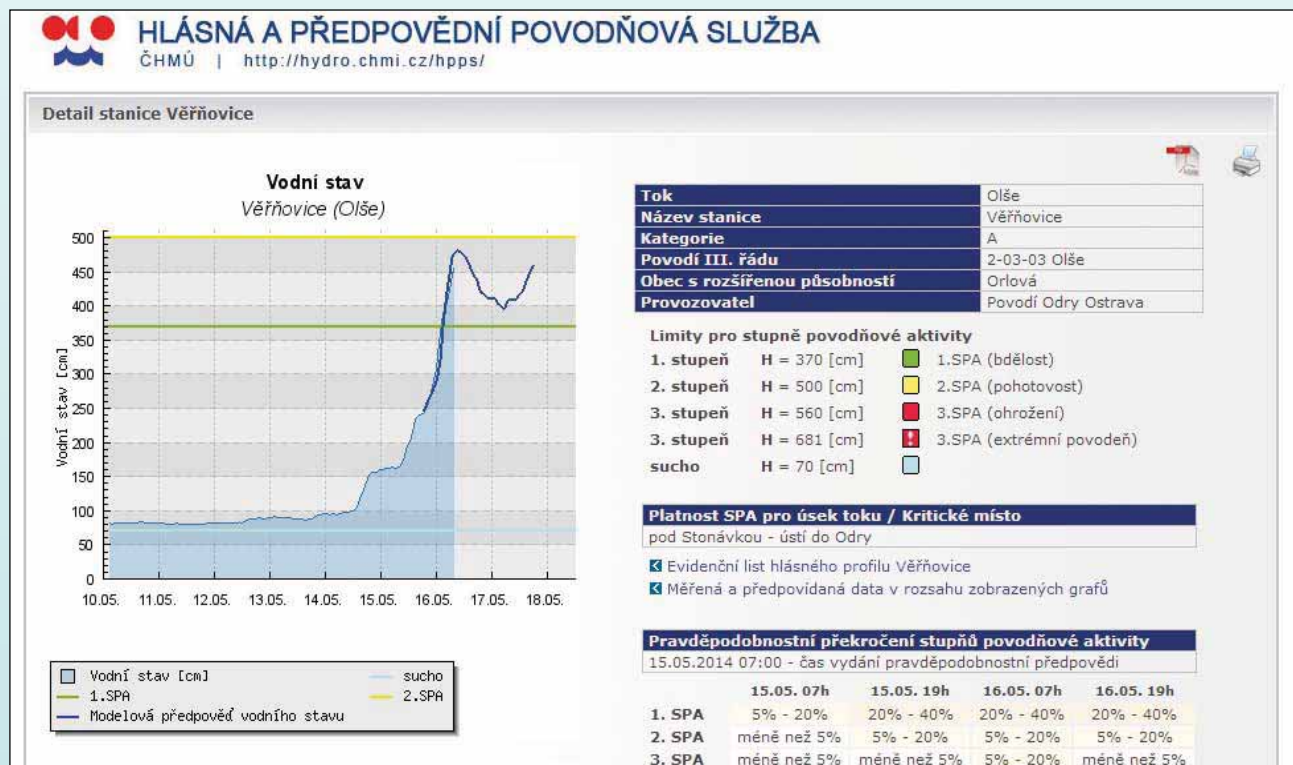 HLÁSNÁ A PŘEDPOVĚDNÍ POVODŇOVÁ SLUŽBA
ČHMÚ | http://hydro.chmi.cz/hpps/
Detail stanice Věřňovice
Vodní stav
Věřňovice (Olše)
500
450
400
350
300
250
200
150
100
50
0
Vodní stav [cm]
10.05. 11.05. 12.05. 13.05. 14.05. 15.05. 16.05. 17.05. 18.05.
Vodní stav [cm] sucho
1.SPA 2.SPA
Modelová předpověď vodního stavu
Tok Olše
Název stanice Věřňovice
Kategorie A
Povodí III. řádu 2-03-03 Olše
Obec s rozšířenou působností Orlová
Provozovatel Povodí Odry Ostrava
Limity pro stupně povodňové aktivity
1. stupeň H = 370 [cm] 1.SPA (bdělost)
2. stupeň H = 500 [cm] 2.SPA (pohotovost)
3. stupeň H = 560 [cm] 3.SPA (ohrožení)
3. stupeň H = 681 [cm] ! 3.SPA (extrémní povodeň)
sucho H = 70 [cm]
Platnost SPA pro úsek toku / Kritické místo
pod Stonávkou - ústí do Odry
Evidenční list hlásného profilu Věřňovice
Měřená a předpovídaná data v rozsahu zobrazených grafů
Pravděpodobnostní překročení stupňů povodňové aktivity
15.05.2014 07:00 - čas vydání pravděpodobnostní předpovědi
15.05. 07h 15.05. 19h 16.05. 07h 16.05. 19h
1. SPA 5% - 20% 20% - 40% 20% - 40% 20% - 40%
2. SPA méně než 5% 5% - 20% 5% - 20% 5% - 20%
3. SPA méně než 5% méně než 5% 5% - 20% méně než 5%